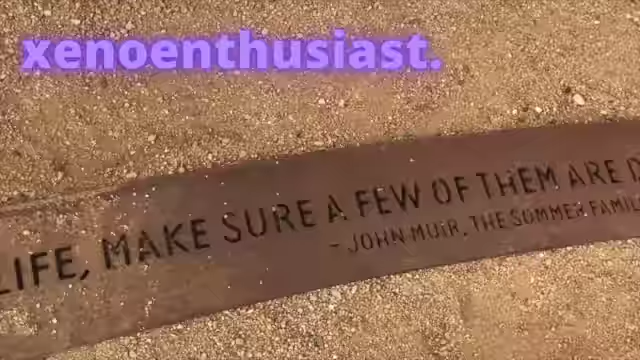 xenoenthusiast.
LIFE, MAKE SURE A FEW OF THEM ARE D
- JOHN MUIR, THE SOMMER FAMIL